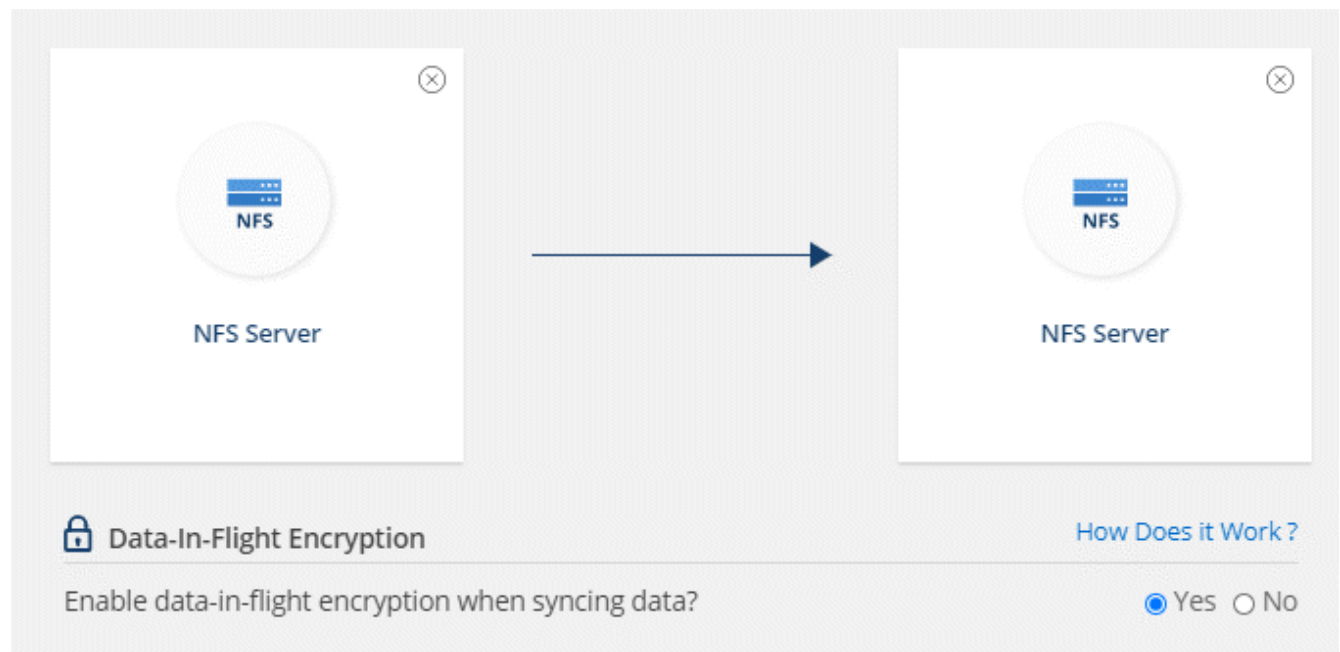 NFS
NFS Server
NFS
NFS Server
Data-In-Flight Encryption
How Does it Work ?
Enable data-in-flight encryption when syncing data?
Yes
No